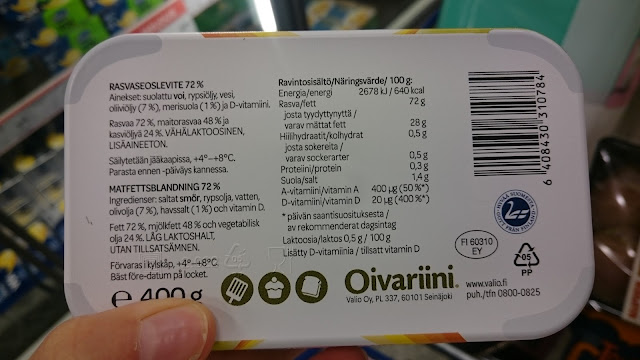 RASVASEOSLEVITE 72 %
Ainekset: suolattu voi, rypsiöljy, vesi,
oliiviöljy (7 %), merisuola (1 %) ja D-vitamiini.
Rasvaa 72 %, maitorasvaa 48 % ja
kasviöljyä 24 %. VÄHÄLAKTOOSINEN,
LISÄAINEETON.
Säilytetään jääkaapissa, +4°–+8°C.
Parasta ennen -päiväys kannessa.
MATFETTSBLANDNING 72 %
Ingredienser: saltat smör, rypsolja, vatten,
olivolja (7 %), havssalt (1 %) och vitamin D.
Fett 72 %, mjölkfett 48 % och vegetabilisk
olja 24 %. LÅG LAKTOSHALT,
UTAN TILLSATSÄMNEN.
Förvaras i kylskåp, +4°–+8°C.
Bäst före-datum på locket.
e 400 g
Ravintosisältö/Näringsvärde/ 100 g:
Energia/energi 2678 kJ / 640 kcal
Rasva/fett 72 g
josta tyydyttynyttä /
varav mättat fett 28 g
Hiilihydraatit/kolhydrat 0,5 g
josta sokereita /
varav sockerarter 0,5 g
Proteiini/protein 0,3 g
Suola/salt 1,4 g
A-vitamiini/vitamin A 400 µg (50 %*)
D-vitamiini/vitamin D 20 µg (400 %*)
* päivän saantisuosituksesta /
av rekommenderat dagsintag
Laktoosia/laktos 0,5 g / 100 g
Lisätty D-vitamiinia / tillsatt vitamin D
Oivariini®
Valio Oy, PL 337, 60101 Seinäjoki
6 408430 310784
FI 60310
EY
05
PP
www.valio.fi
puh./tfn 0800-0825